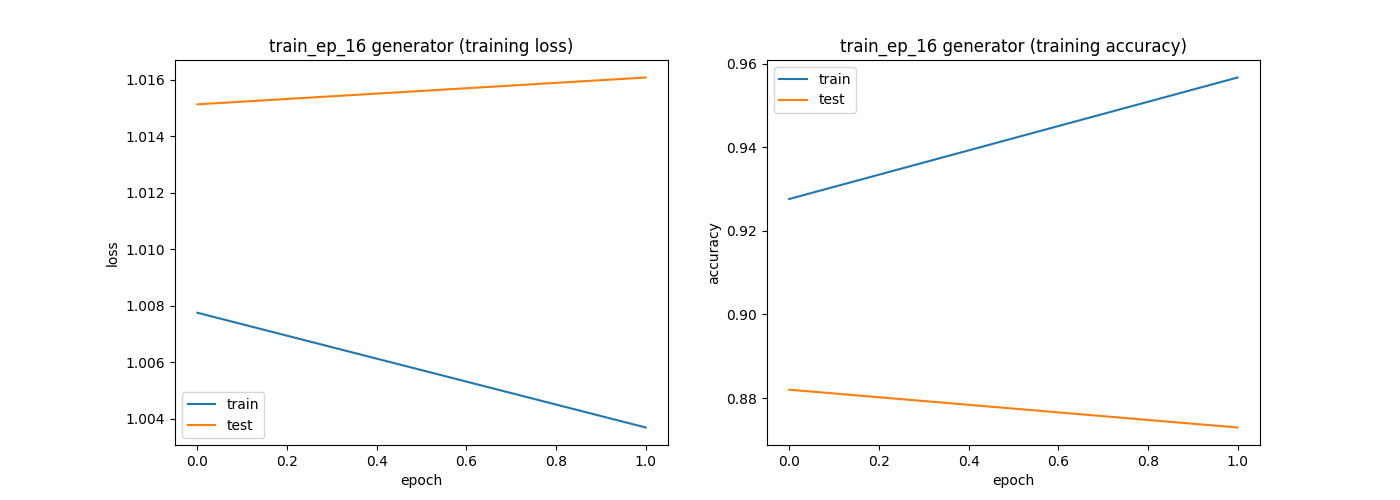 train_ep_16 generator (training loss)
1.016
1.014
1.012
1.010
1.008
1.006
1.004
loss
train
test
0.0 0.2 0.4 0.6 0.8 1.0
epoch
train_ep_16 generator (training accuracy)
0.96
0.94
0.92
0.90
0.88
accuracy
train
test
0.0 0.2 0.4 0.6 0.8 1.0
epoch